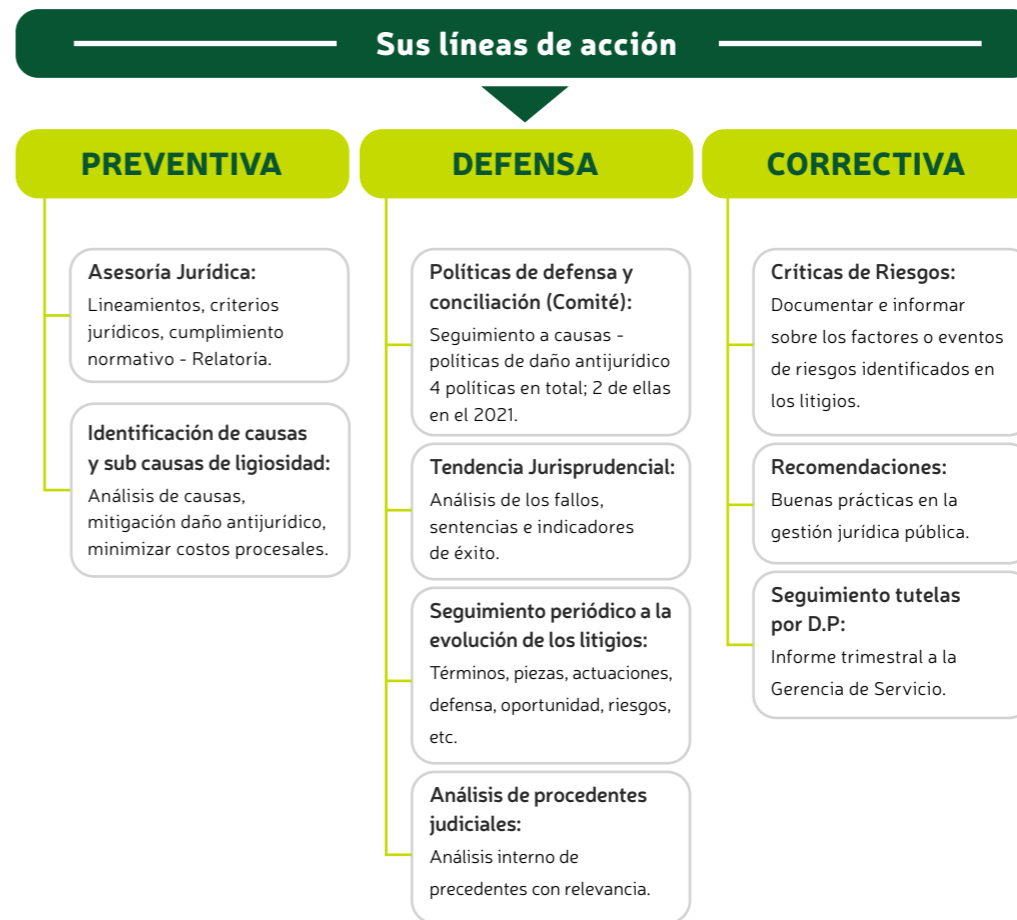 Sus líneas de acción
PREVENTIVA
Asesoría Jurídica:
Lineamientos, criterios
jurídicos, cumplimiento
normativo - Relatoría.
Identificación de causas
y sub causas de ligiosidad:
Análisis de causas,
mitigación daño antijurídico,
minimizar costos procesales.
DEFENSA
Políticas de defensa y
conciliación (Comité):
Seguimiento a causas -
políticas de daño antijurídico
4 políticas en total; 2 de ellas
en el 2021.
Tendencia Jurisprudencial:
Análisis de los fallos,
sentencias e indicadores
de éxito.
Seguimiento periódico a la
evolución de los litigios:
Términos, piezas, actuaciones,
defensa, oportunidad, riesgos,
etc.
Análisis de procedentes
judiciales:
Análisis interno de
precedentes con relevancia.
CORRECTIVA
Críticas de Riesgos:
Documentar e informar
sobre los factores o eventos
de riesgos identificados en
los litigios.
Recomendaciones:
Buenas prácticas en la
gestión jurídica pública.
Seguimiento tutelas
por D.P:
Informe trimestral a la
Gerencia de Servicio.